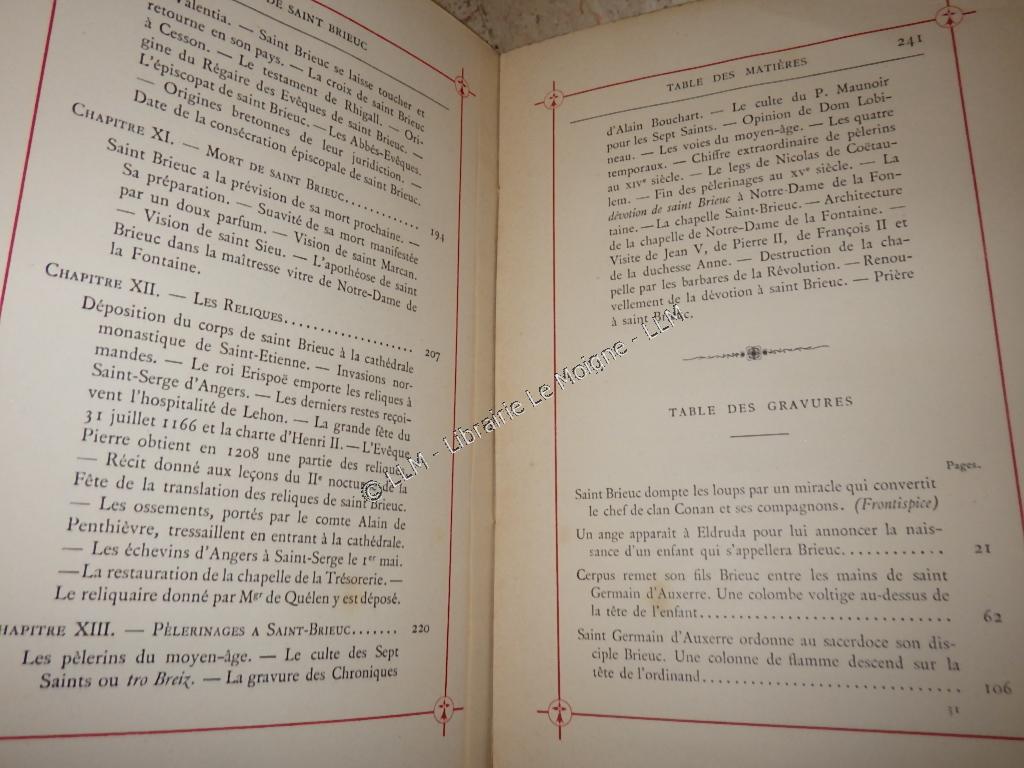 DE SAINT BRIEUC
Valentia. — Saint Brieuc se laisse toucher et
retourne en son pays. — La croix de saint Brieuc
à Cesson. — Le testament de Rhigall. — Ori-
gine du Régaire des Evêques de saint Brieuc. —
L'épiscopat de saint Brieuc. — Les Abbés-Evêques.
— Origines bretonnes de leur juridiction. —
Date de la consécration épiscopale de saint Brieuc.
CHAPITRE XI. — MORT DE SAINT BRIEUC............ 194
Saint Brieuc a la prévision de sa mort prochaine. —
Sa préparation. — Suavité de sa mort manifestée
par un doux parfum. — Vision de saint Marcan.
— Vision de saint Sieu. — L'apothéose de saint
Brieuc dans la maîtresse vitre de Notre-Dame de
la Fontaine.
CHAPITRE XII. — LES RELIQUES.................... 207
Déposition du corps de saint Brieuc à la cathédrale
monastique de Saint-Etienne. — Invasions nor-
mandes. — Le roi Erispoë emporte les reliques à
Saint-Serge d'Angers. — Les derniers restes reçoi-
vent l'hospitalité de Lehon. — La grande fête du
31 juillet 1166 et la charte d'Henri II. — L'Evêque
Pierre obtient en 1208 une partie des reliques.
— Récit donné aux leçons du IIe nocturne de la
Fête de la translation des reliques de saint Brieuc.
— Les ossements, portés par le comte Alain de
Penthièvre, tressaillent en entrant à la cathédrale.
— Les échevins d'Angers à Saint-Serge le 1er mai.
— La restauration de la chapelle de la Trésorerie. —
Le reliquaire donné par Mgr de Quélen y est déposé.
HAPITRE XIII. — PÈLERINAGES A SAINT-BRIEUC....... 220
Les pèlerins du moyen-âge. — Le culte des Sept
Saints ou tro Breiz. — La gravure des Chroniques
TABLE DES MATIÈRES 241
d'Alain Bouchart. — Le culte du P. Maunoir
pour les Sept Saints. — Opinion de Dom Lobi-
neau. — Les voies du moyen-âge. — Les quatre
temporaux. — Chiffre extraordinaire de pèlerins
au XIVe siècle. — Le legs de Nicolas de Coëtau-
lem. — Fin des pèlerinages au XVe siècle. — La
dévotion de saint Brieuc à Notre-Dame de la Fon-
taine. — La chapelle Saint-Brieuc. — Architecture
de la chapelle de Notre-Dame de la Fontaine. —
Visite de Jean V, de Pierre II, de François II et
de la duchesse Anne. — Destruction de la cha-
pelle par les barbares de la Révolution. — Renou-
vellement de la dévotion à saint Brieuc. — Prière
à saint Brieuc.
TABLE DES GRAVURES
Pages.
Saint Brieuc dompte les loups par un miracle qui convertit
le chef de clan Conan et ses compagnons. (Frontispice)
Un ange apparaît à Eldruda pour lui annoncer la nais-
sance d'un enfant qui s'appellera Brieuc............ 21
Cerpus remet son fils Brieuc entre les mains de saint
Germain d'Auxerre. Une colombe voltige au-dessus de
la tête de l'enfant.............................. 62
Saint Germain d'Auxerre ordonne au sacerdoce son dis-
ciple Brieuc. Une colonne de flamme descend sur la
tête de l'ordinand.............................. 106
31
© LLM - Librairie Le Moigne - LLM